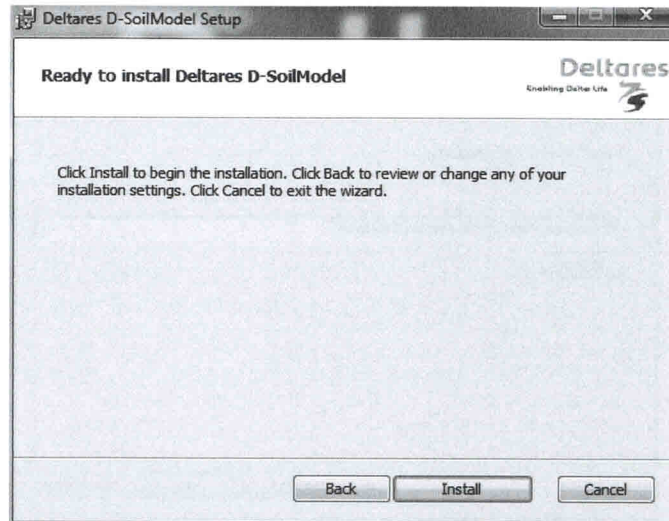 Deltares D-SoilModel Setup
Ready to install Deltares D-SoilModel
Deltares
Enabling Delta Life
Click Install to begin the installation. Click Back to review or change any of your
installation settings. Click Cancel to exit the wizard.
Back
Install
Cancel